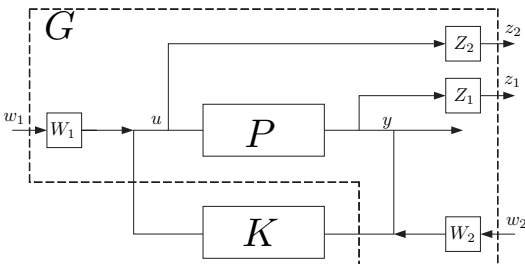 G
Z₂ z₂
Z₁ z₁
w₁ W₁ u P y
K W₂ w₂